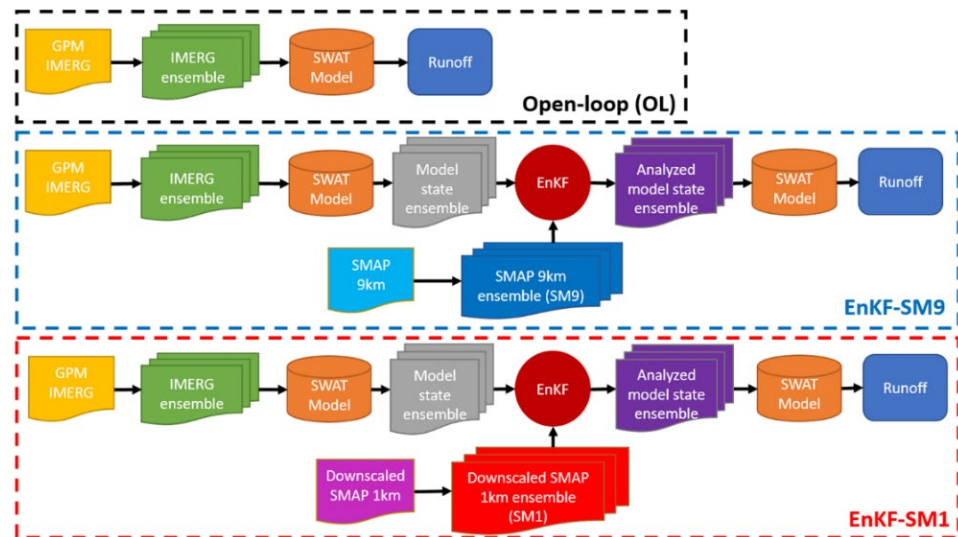 GPM
IMERG
IMERG
ensemble
SWAT
Model
Runoff
Open-loop (OL)
GPM
IMERG
IMERG
ensemble
SWAT
Model
Model
state
ensemble
EnKF
Analyzed
model state
ensemble
SWAT
Model
Runoff
SMAP
9km
SMAP 9km
ensemble (SM9)
EnKF-SM9
GPM
IMERG
IMERG
ensemble
SWAT
Model
Model
state
ensemble
EnKF
Analyzed
model state
ensemble
SWAT
Model
Runoff
Downscaled
SMAP 1km
Downscaled SMAP
1km ensemble
(SM1)
EnKF-SM1